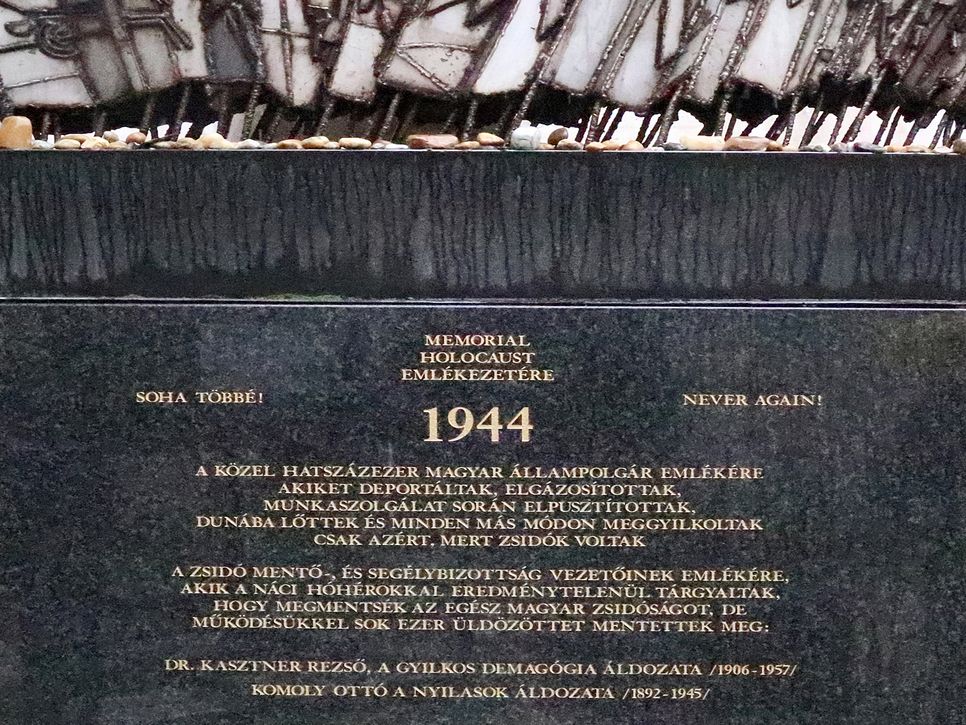 MEMORIAL
HOLOCAUST
EMLÉKEZETÉRE
SOHA TÖBBÉ!
NEVER AGAIN!
1944
A KÖZEL HATSZÁZEZER MAGYAR ÁLLAMPOLGÁR EMLÉKÉRE
AKIKET DEPORTÁLTAK, ELGÁZOSÍTOTTAK,
MUNKASZOLGÁLAT SORÁN ELPUSZTÍTOTTAK,
DUNÁBA LŐTTEK ÉS MINDEN MÁS MÓDON MEGGYILKOLTAK
CSAK AZÉRT, MERT ZSIDÓK VOLTAK
A ZSIDÓ MENTŐ-, ÉS SEGÉLYBIZOTTSÁG VEZETŐINEK EMLÉKÉRE,
AKIK A NÁCI HÓHÉROKKAL EREDMÉNYTELENÜL TÁRGYALTAK,
HOGY MEGMENTSÉK AZ EGÉSZ MAGYAR ZSIDÓSÁGOT, DE
MŰKÖDÉSÜKKEL SOK EZER ÜLDÖZÖTTET MENTETTEK MEG:
DR. KASZTNER REZSŐ, A GYILKOS DEMAGÓGIA ÁLDOZATA /1906-1957/
KOMOLY OTTÓ A NYILASOK ÁLDOZATA /1892-1945/